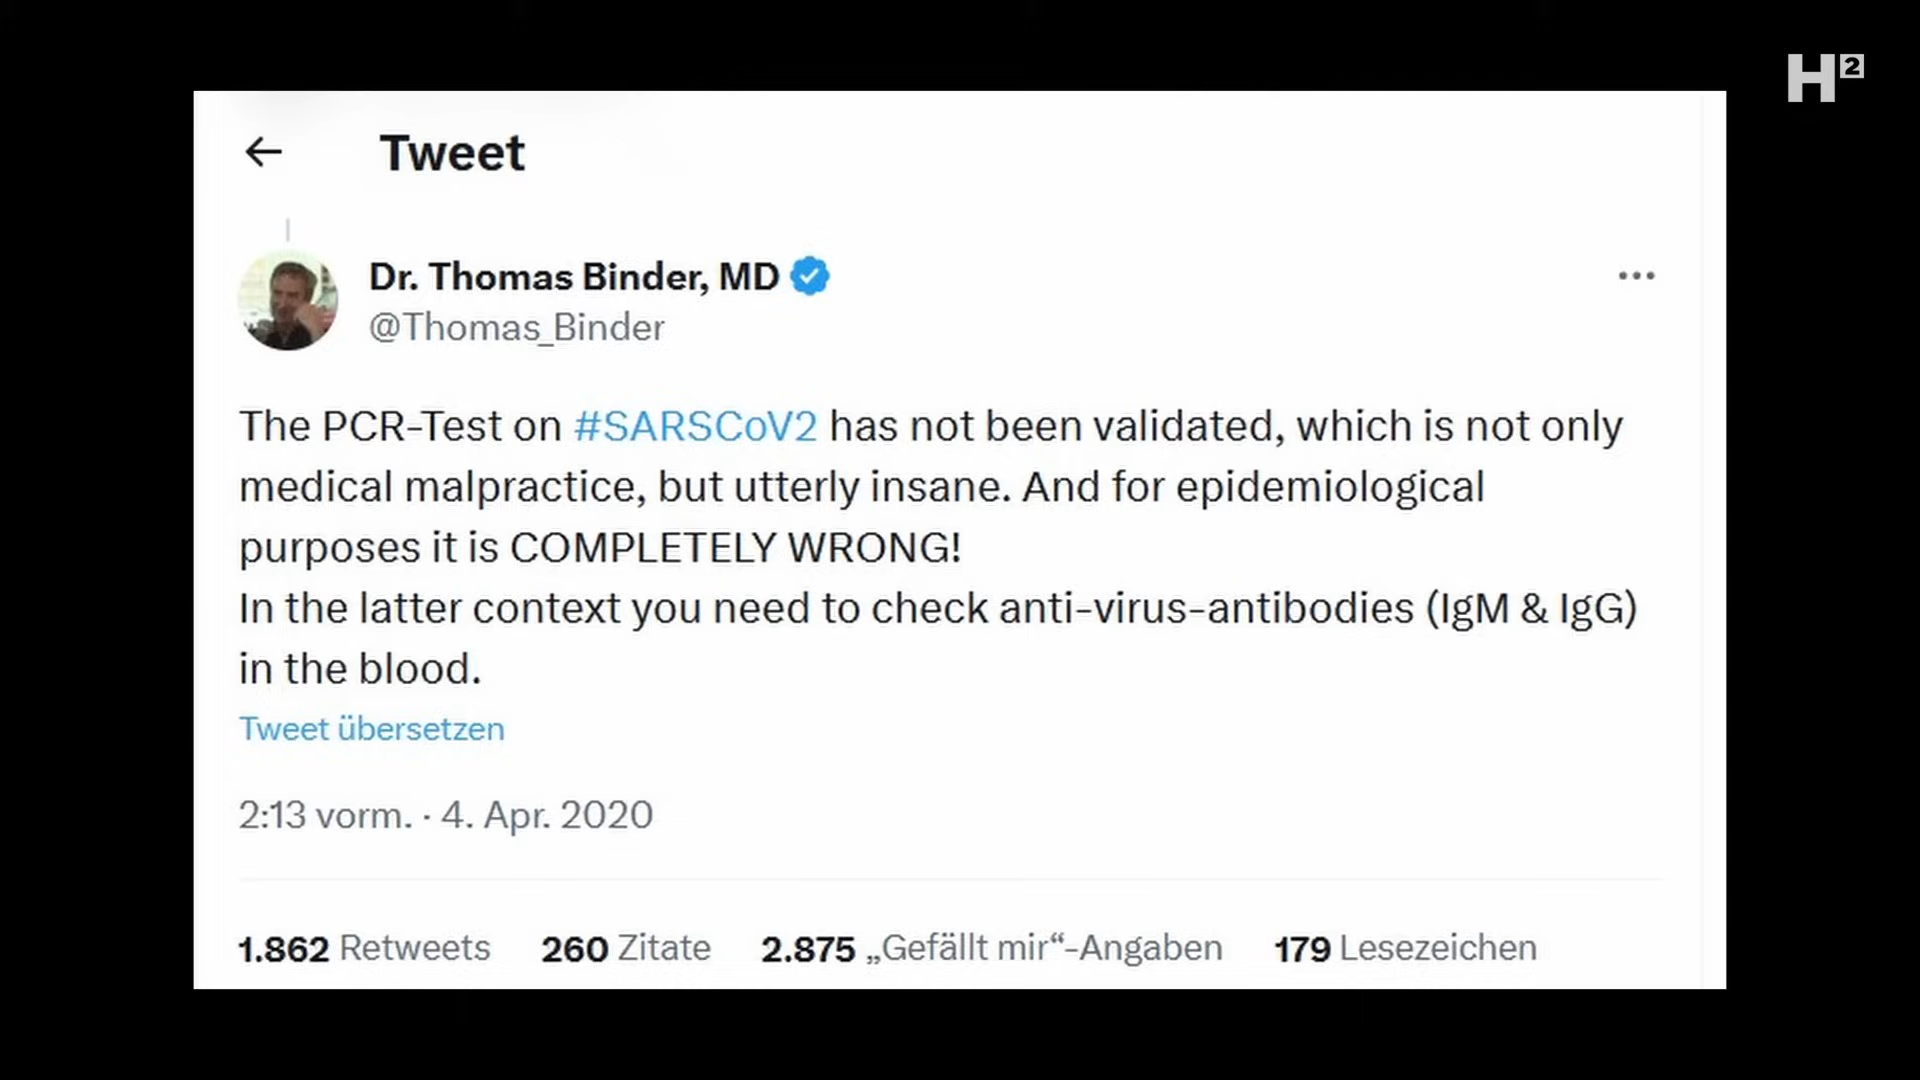 H²
Tweet
Dr. Thomas Binder, MD
@Thomas_Binder
The PCR-Test on #SARSCoV2 has not been validated, which is not only
medical malpractice, but utterly insane. And for epidemiological
purposes it is COMPLETELY WRONG!
In the latter context you need to check anti-virus-antibodies (IgM & IgG)
in the blood.
Tweet übersetzen
2:13 vorm. · 4. Apr. 2020
1.862 Retweets 260 Zitate 2.875 „Gefällt mir“-Angaben 179 Lesezeichen